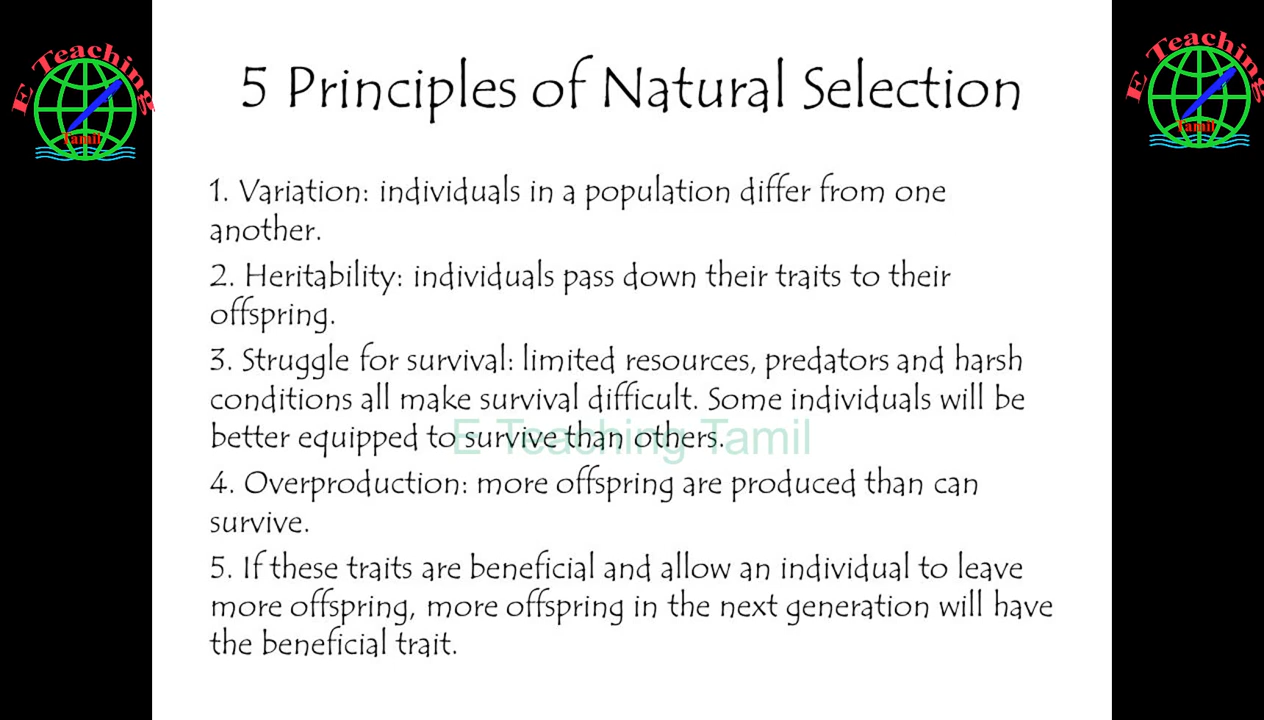 E Teaching
Tamil
E Teaching
Tamil
5 Principles of Natural Selection
1. Variation: individuals in a population differ from one
another.
2. Heritability: individuals pass down their traits to their
offspring.
3. Struggle for survival: limited resources, predators and harsh
conditions all make survival difficult. Some individuals will be
better equipped to survive than others.
E Teaching Tamil
4. Overproduction: more offspring are produced than can
survive.
5. If these traits are beneficial and allow an individual to leave
more offspring, more offspring in the next generation will have
the beneficial trait.